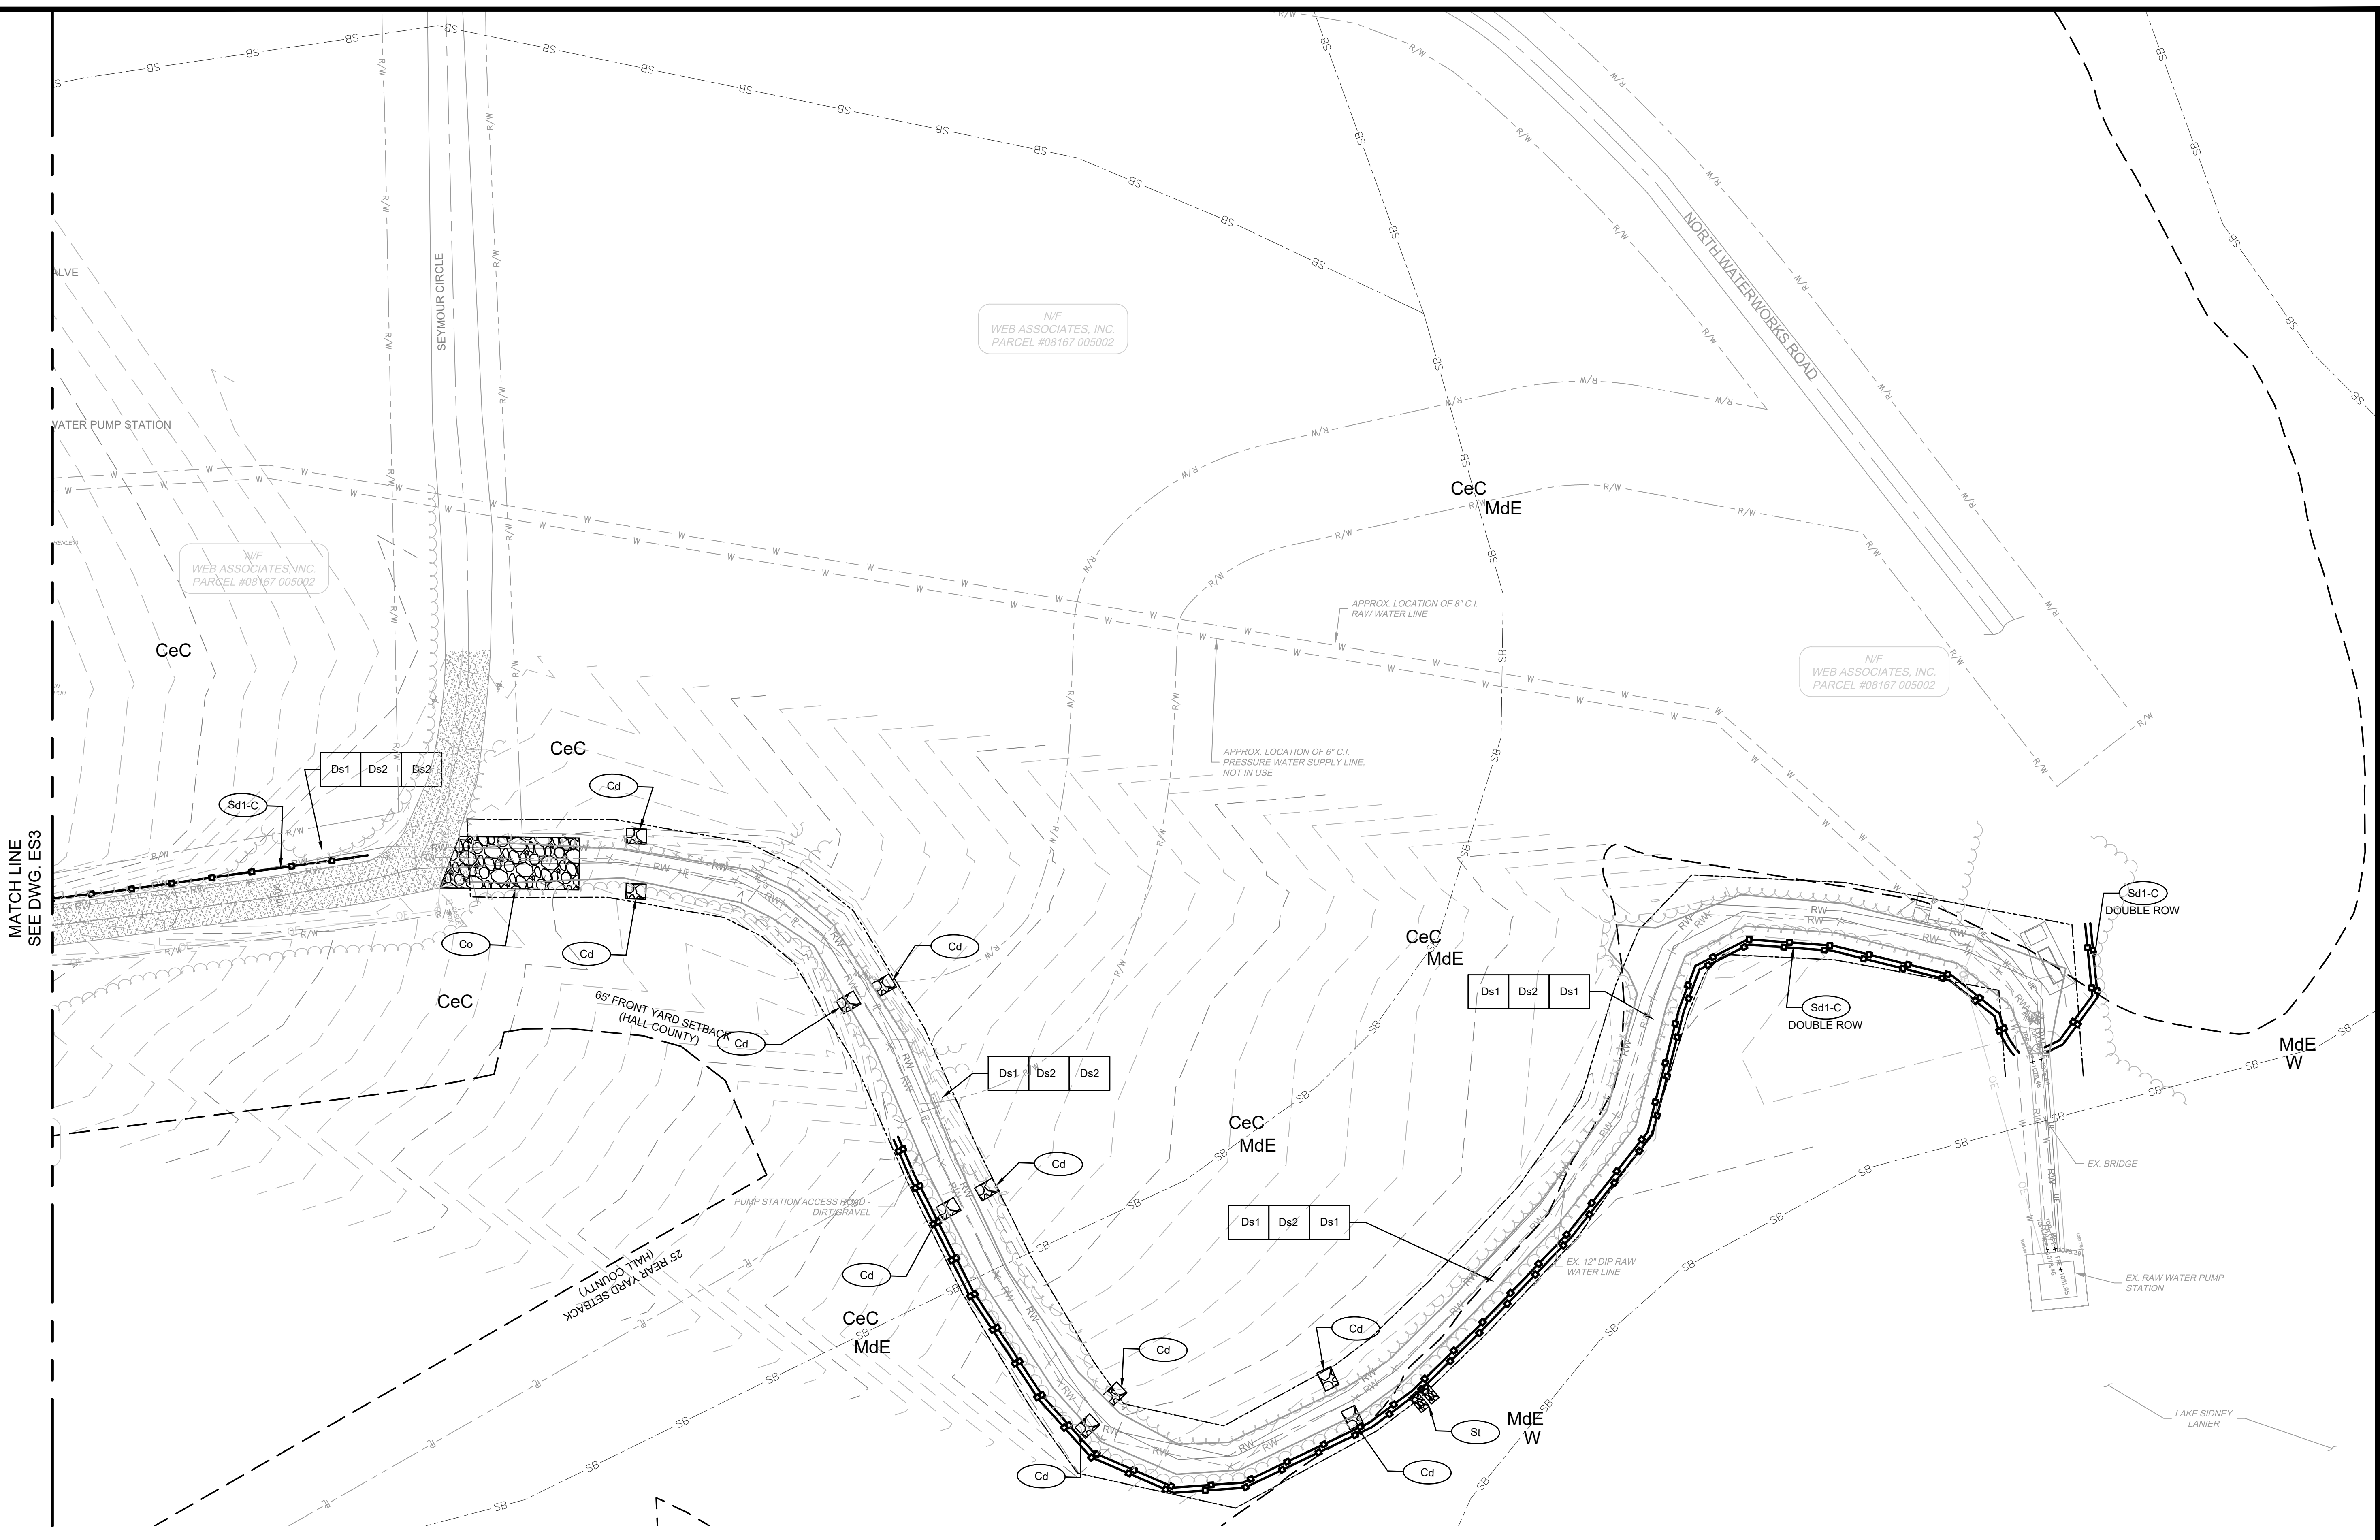 MATCH LINE
SEE DWG. ES3
SEYMOUR CIRCLE
NORTH WATERWORKS ROAD
ALVE
WATER PUMP STATION
HENLEY)
N/F
WEB ASSOCIATES, INC.
PARCEL #08167 005002
N/F
WEB ASSOCIATES, INC.
PARCEL #08167 005002
N/F
WEB ASSOCIATES, INC.
PARCEL #08167 005002
CeC
MdE
APPROX. LOCATION OF 8" C.I.
RAW WATER LINE
APPROX. LOCATION OF 6" C.I.
PRESSURE WATER SUPPLY LINE,
NOT IN USE
CeC
CeC
Ds1 Ds2 Ds2
Sd1-C
Cd
Co
Cd
Cd
CeC
65' FRONT YARD SETBACK
(HALL COUNTY)
Cd
CeC
MdE
Ds1 Ds2 Ds1
Sd1-C
DOUBLE ROW
Sd1-C
DOUBLE ROW
MdE
W
Ds1 Ds2 Ds2
CeC
MdE
Cd
PUMP STATION ACCESS ROAD -
DIRT/GRAVEL
EX. BRIDGE
Ds1 Ds2 Ds1
25' REAR YARD SETBACK
(HALL COUNTY)
Cd
EX. 12" DIP RAW
WATER LINE
EX. RAW WATER PUMP
STATION
CeC
MdE
Cd
Cd
MdE
W
St
Cd
Cd
LAKE SIDNEY
LANIER
SB
R/W
W
RW
OE
UE